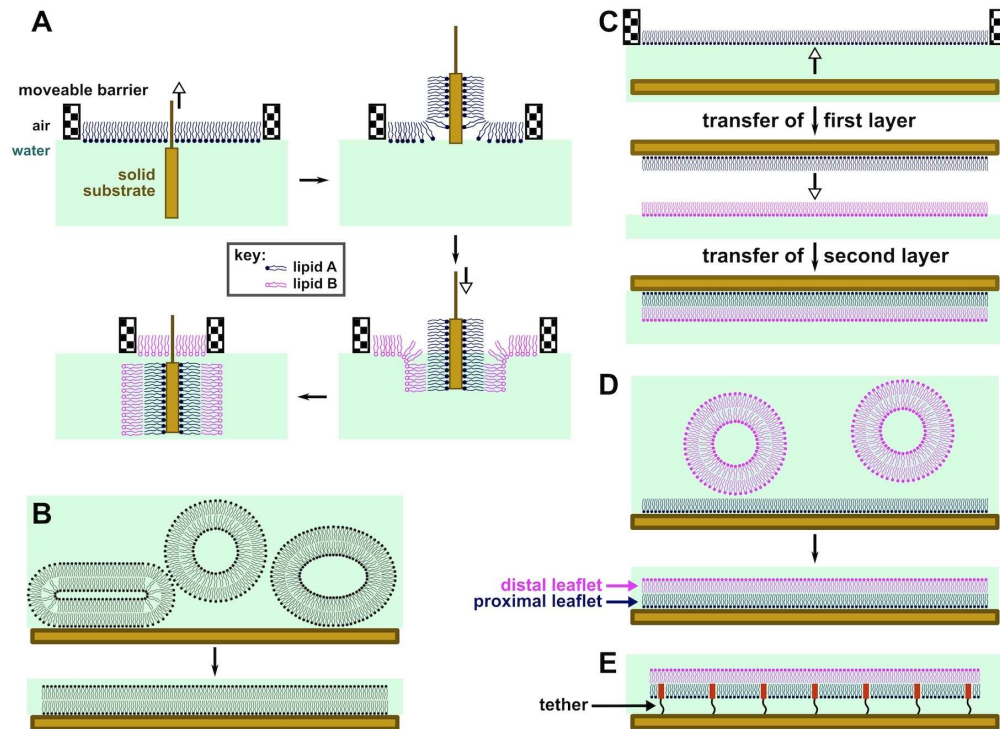 A
moveable barrier
air
water
solid
substrate
key:
lipid A
lipid B
B
C
transfer of first layer
transfer of second layer
D
distal leaflet
proximal leaflet
E
tether